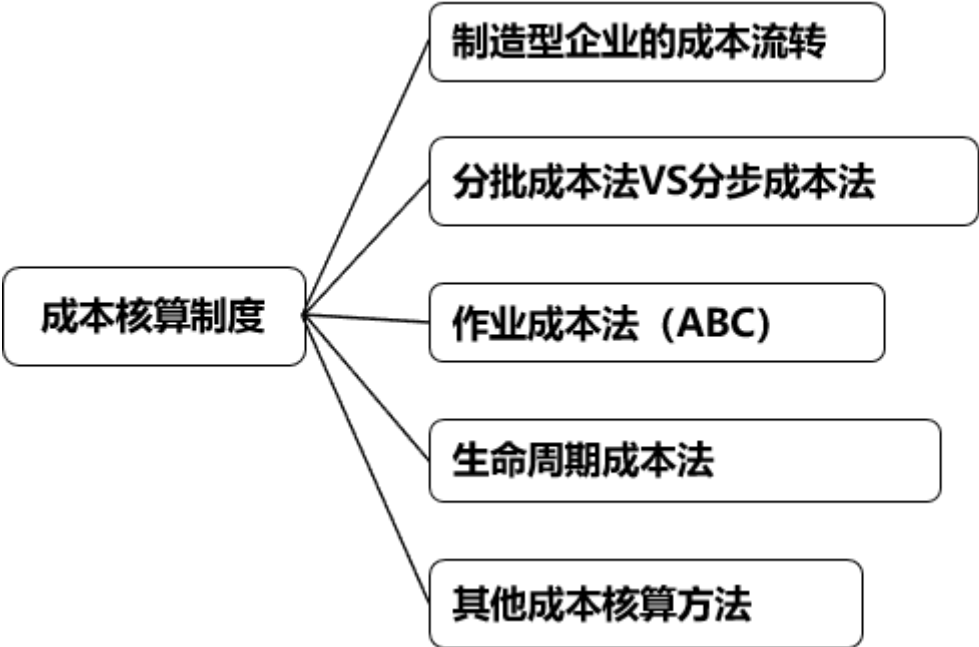 制造型企业的成本流转
分批成本法VS分步成本法
成本核算制度
作业成本法（ABC）
生命周期成本法
其他成本核算方法